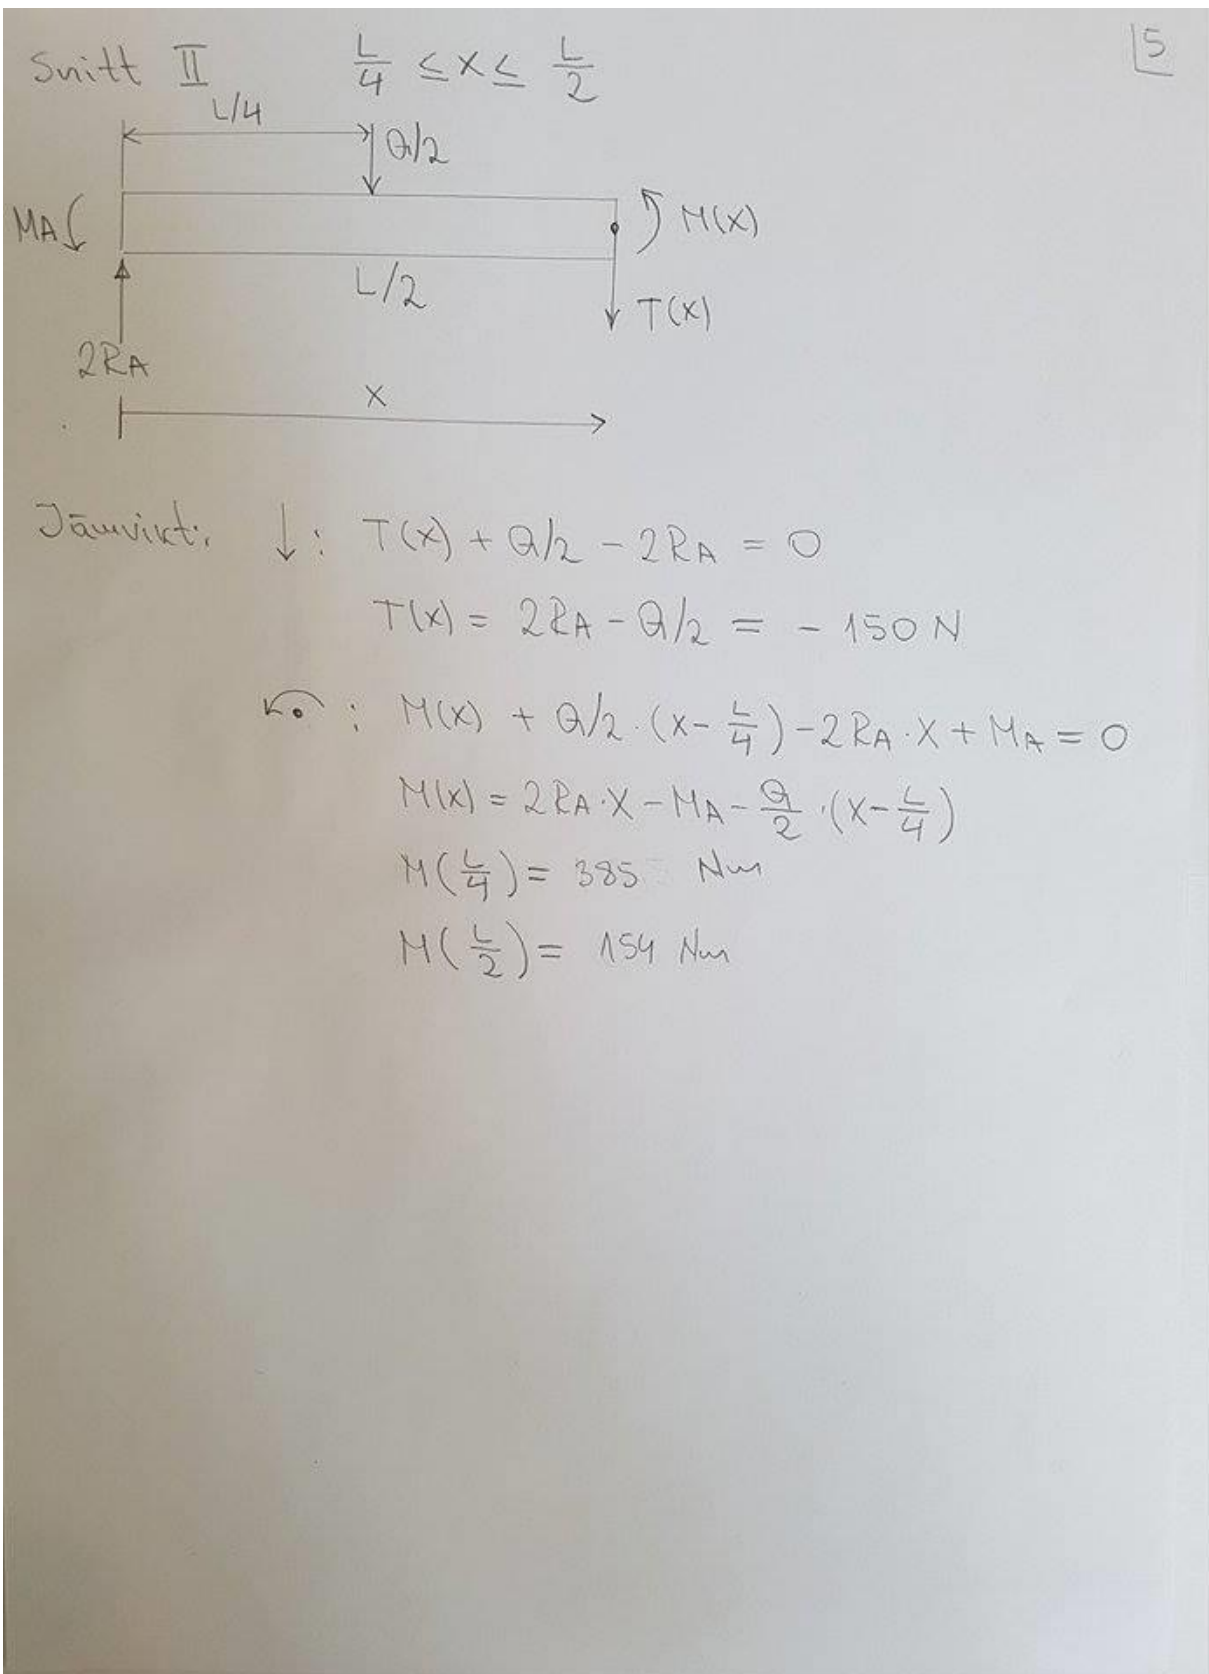 Snitt II L/4 ≤ x ≤ L/2
5
L/4
Q/2
MA
M(x)
L/2
T(x)
2RA
x
Jämvikt: ↓: T(x) + Q/2 - 2RA = 0
T(x) = 2RA - Q/2 = - 150 N
: M(x) + Q/2 · (x - L/4) - 2RA · x + MA = 0
M(x) = 2RA · x - MA - Q/2 · (x - L/4)
M(L/4) = 385 Nm
M(L/2) = 154 Nm